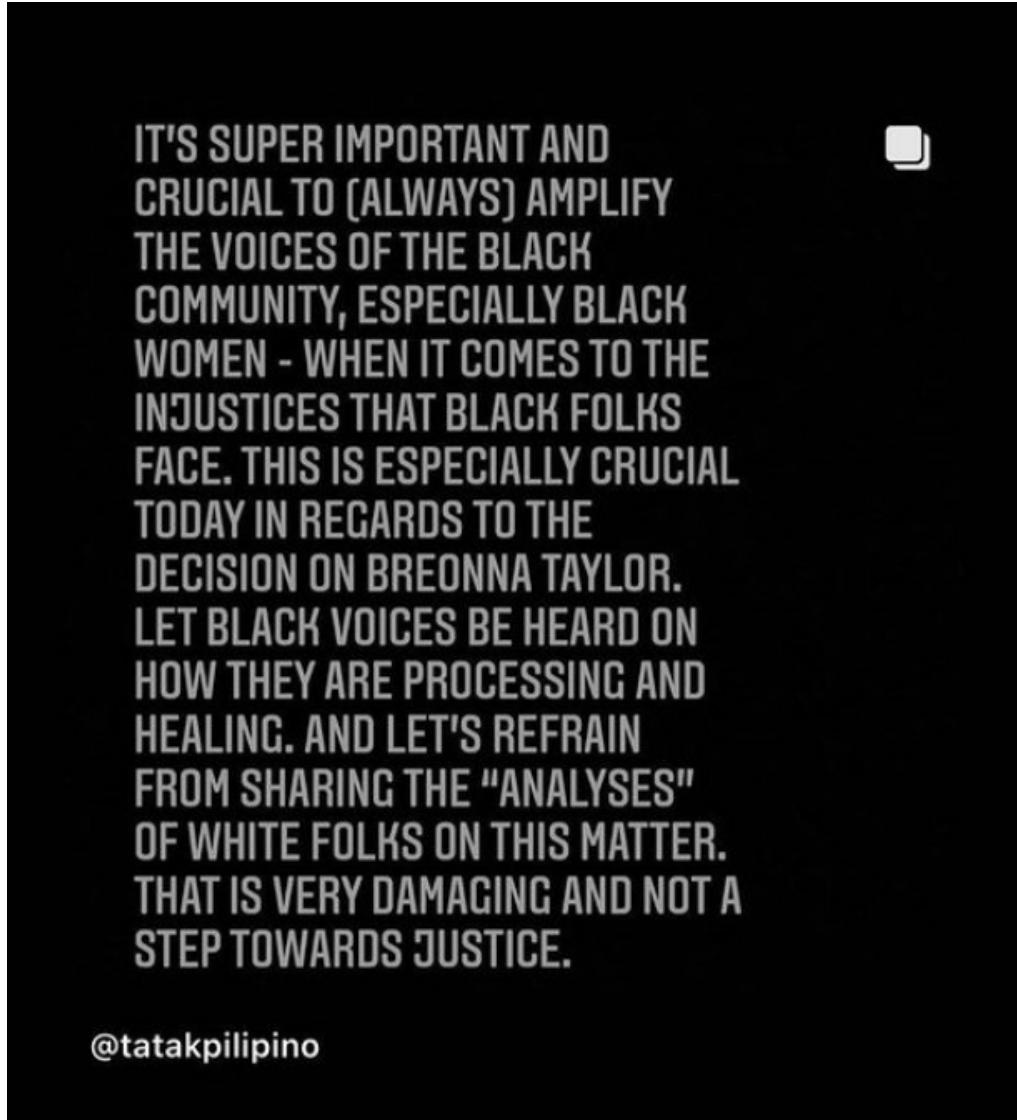 IT'S SUPER IMPORTANT AND
CRUCIAL TO (ALWAYS) AMPLIFY
THE VOICES OF THE BLACK
COMMUNITY, ESPECIALLY BLACK
WOMEN - WHEN IT COMES TO THE
INJUSTICES THAT BLACK FOLKS
FACE. THIS IS ESPECIALLY CRUCIAL
TODAY IN REGARDS TO THE
DECISION ON BREONNA TAYLOR.
LET BLACK VOICES BE HEARD ON
HOW THEY ARE PROCESSING AND
HEALING. AND LET'S REFRAIN
FROM SHARING THE “ANALYSES”
OF WHITE FOLKS ON THIS MATTER.
THAT IS VERY DAMAGING AND NOT A
STEP TOWARDS JUSTICE.
@tatakpilipino